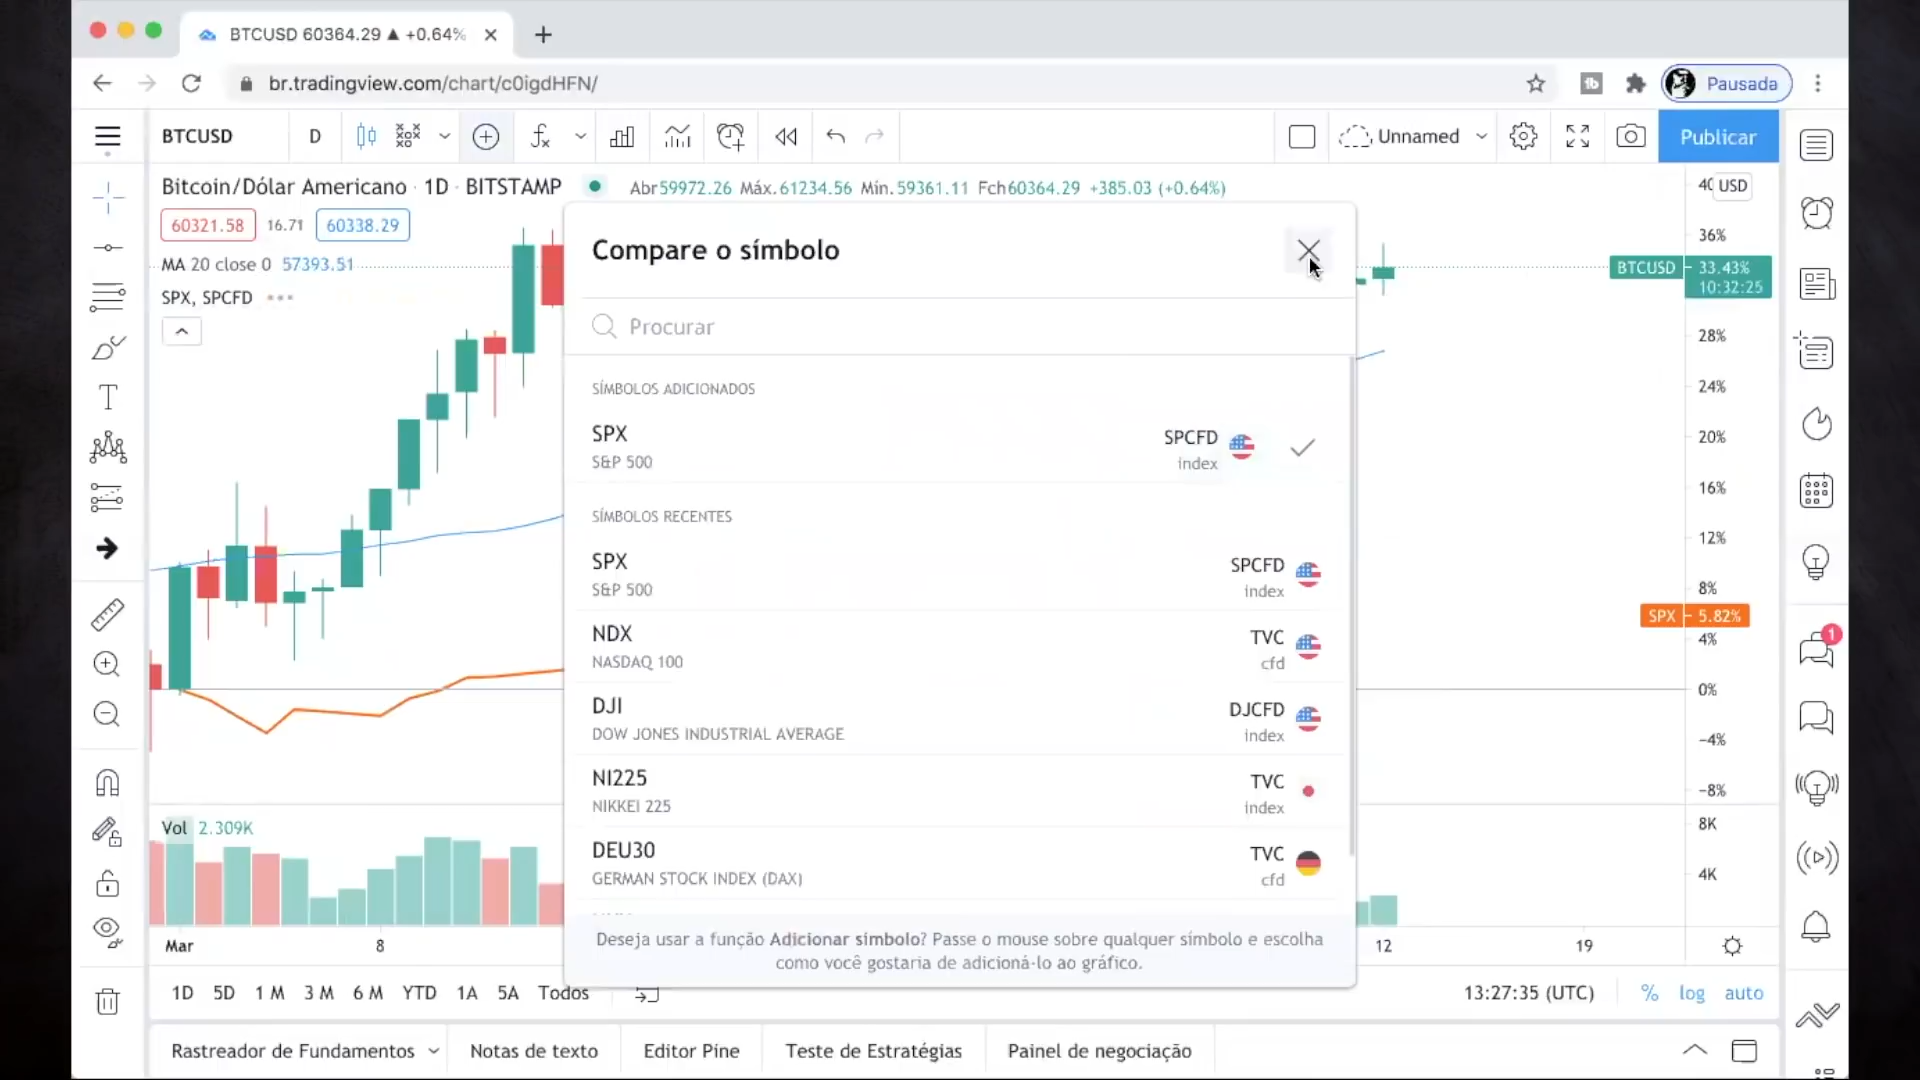 BTCUSD 60364.29 ▲ +0.64%
br.tradingview.com/chart/c0igdHFN/
Pausada
BTCUSD D
Unnamed
Publicar
Bitcoin/Dólar Americano · 1D · BITSTAMP
Abr59972.26 Máx.61234.56 Mín.59361.11 Fch60364.29 +385.03 (+0.64%)
USD
60321.58 16.71 60338.29
MA 20 close 0 57393.51
SPX, SPCFD
Compare o símbolo
Procurar
SÍMBOLOS ADICIONADOS
SPX
S&P 500
SPCFD
index
SÍMBOLOS RECENTES
SPX
S&P 500
SPCFD
index
NDX
NASDAQ 100
TVC
cfd
DJI
DOW JONES INDUSTRIAL AVERAGE
DJCFD
index
NI225
NIKKEI 225
TVC
index
DEU30
GERMAN STOCK INDEX (DAX)
TVC
cfd
Deseja usar a função Adicionar símbolo? Passe o mouse sobre qualquer símbolo e escolha
como você gostaria de adicioná-lo ao gráfico.
36%
BTCUSD 33.43%
10:32:25
28%
24%
20%
16%
12%
8%
SPX 5.82%
4%
0%
−4%
−8%
8K
4K
1
Vol 2.309K
Mar
8
12
19
1D 5D 1 M 3 M 6 M YTD 1A 5A Todos
13:27:35 (UTC)
% log auto
Rastreador de Fundamentos
Notas de texto
Editor Pine
Teste de Estratégias
Painel de negociação